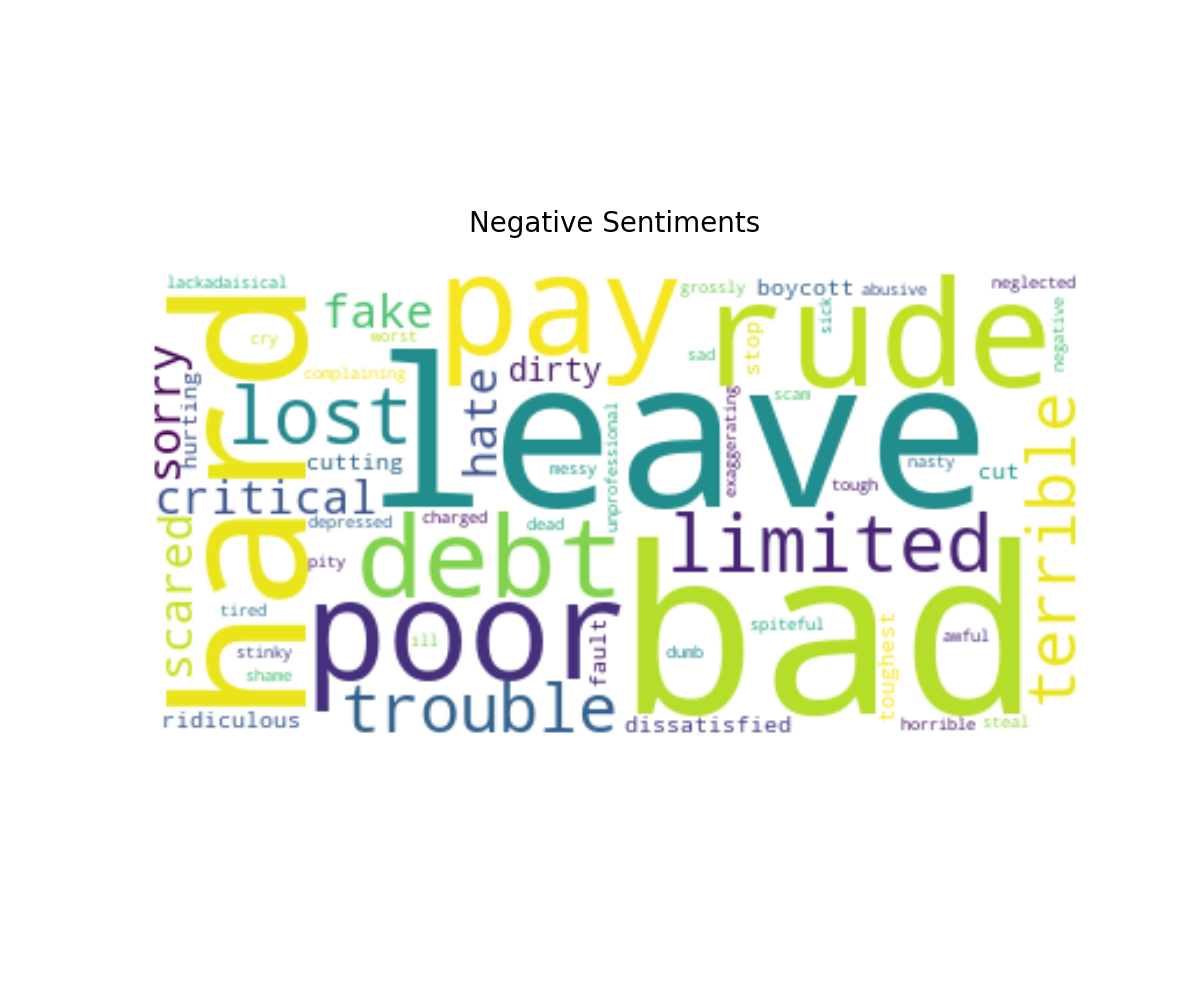 Negative Sentiments
lackadaisical
hard
cry
fake
worst
pay
grossly
boycott
abusive
neglected
rude
sick
stop
sad
negative
sorry
hurting
complaining
dirty
hate
lost
leave
scam
exaggerating
unprofessional
messy
nasty
tough
cut
cutting
critical
terrible
scared
depressed
charged
dead
debt
limited
pity
poor
bad
tired
ill
stinky
shame
fault
dumb
spiteful
toughest
awful
ridiculous
trouble
dissatisfied
horrible
steal